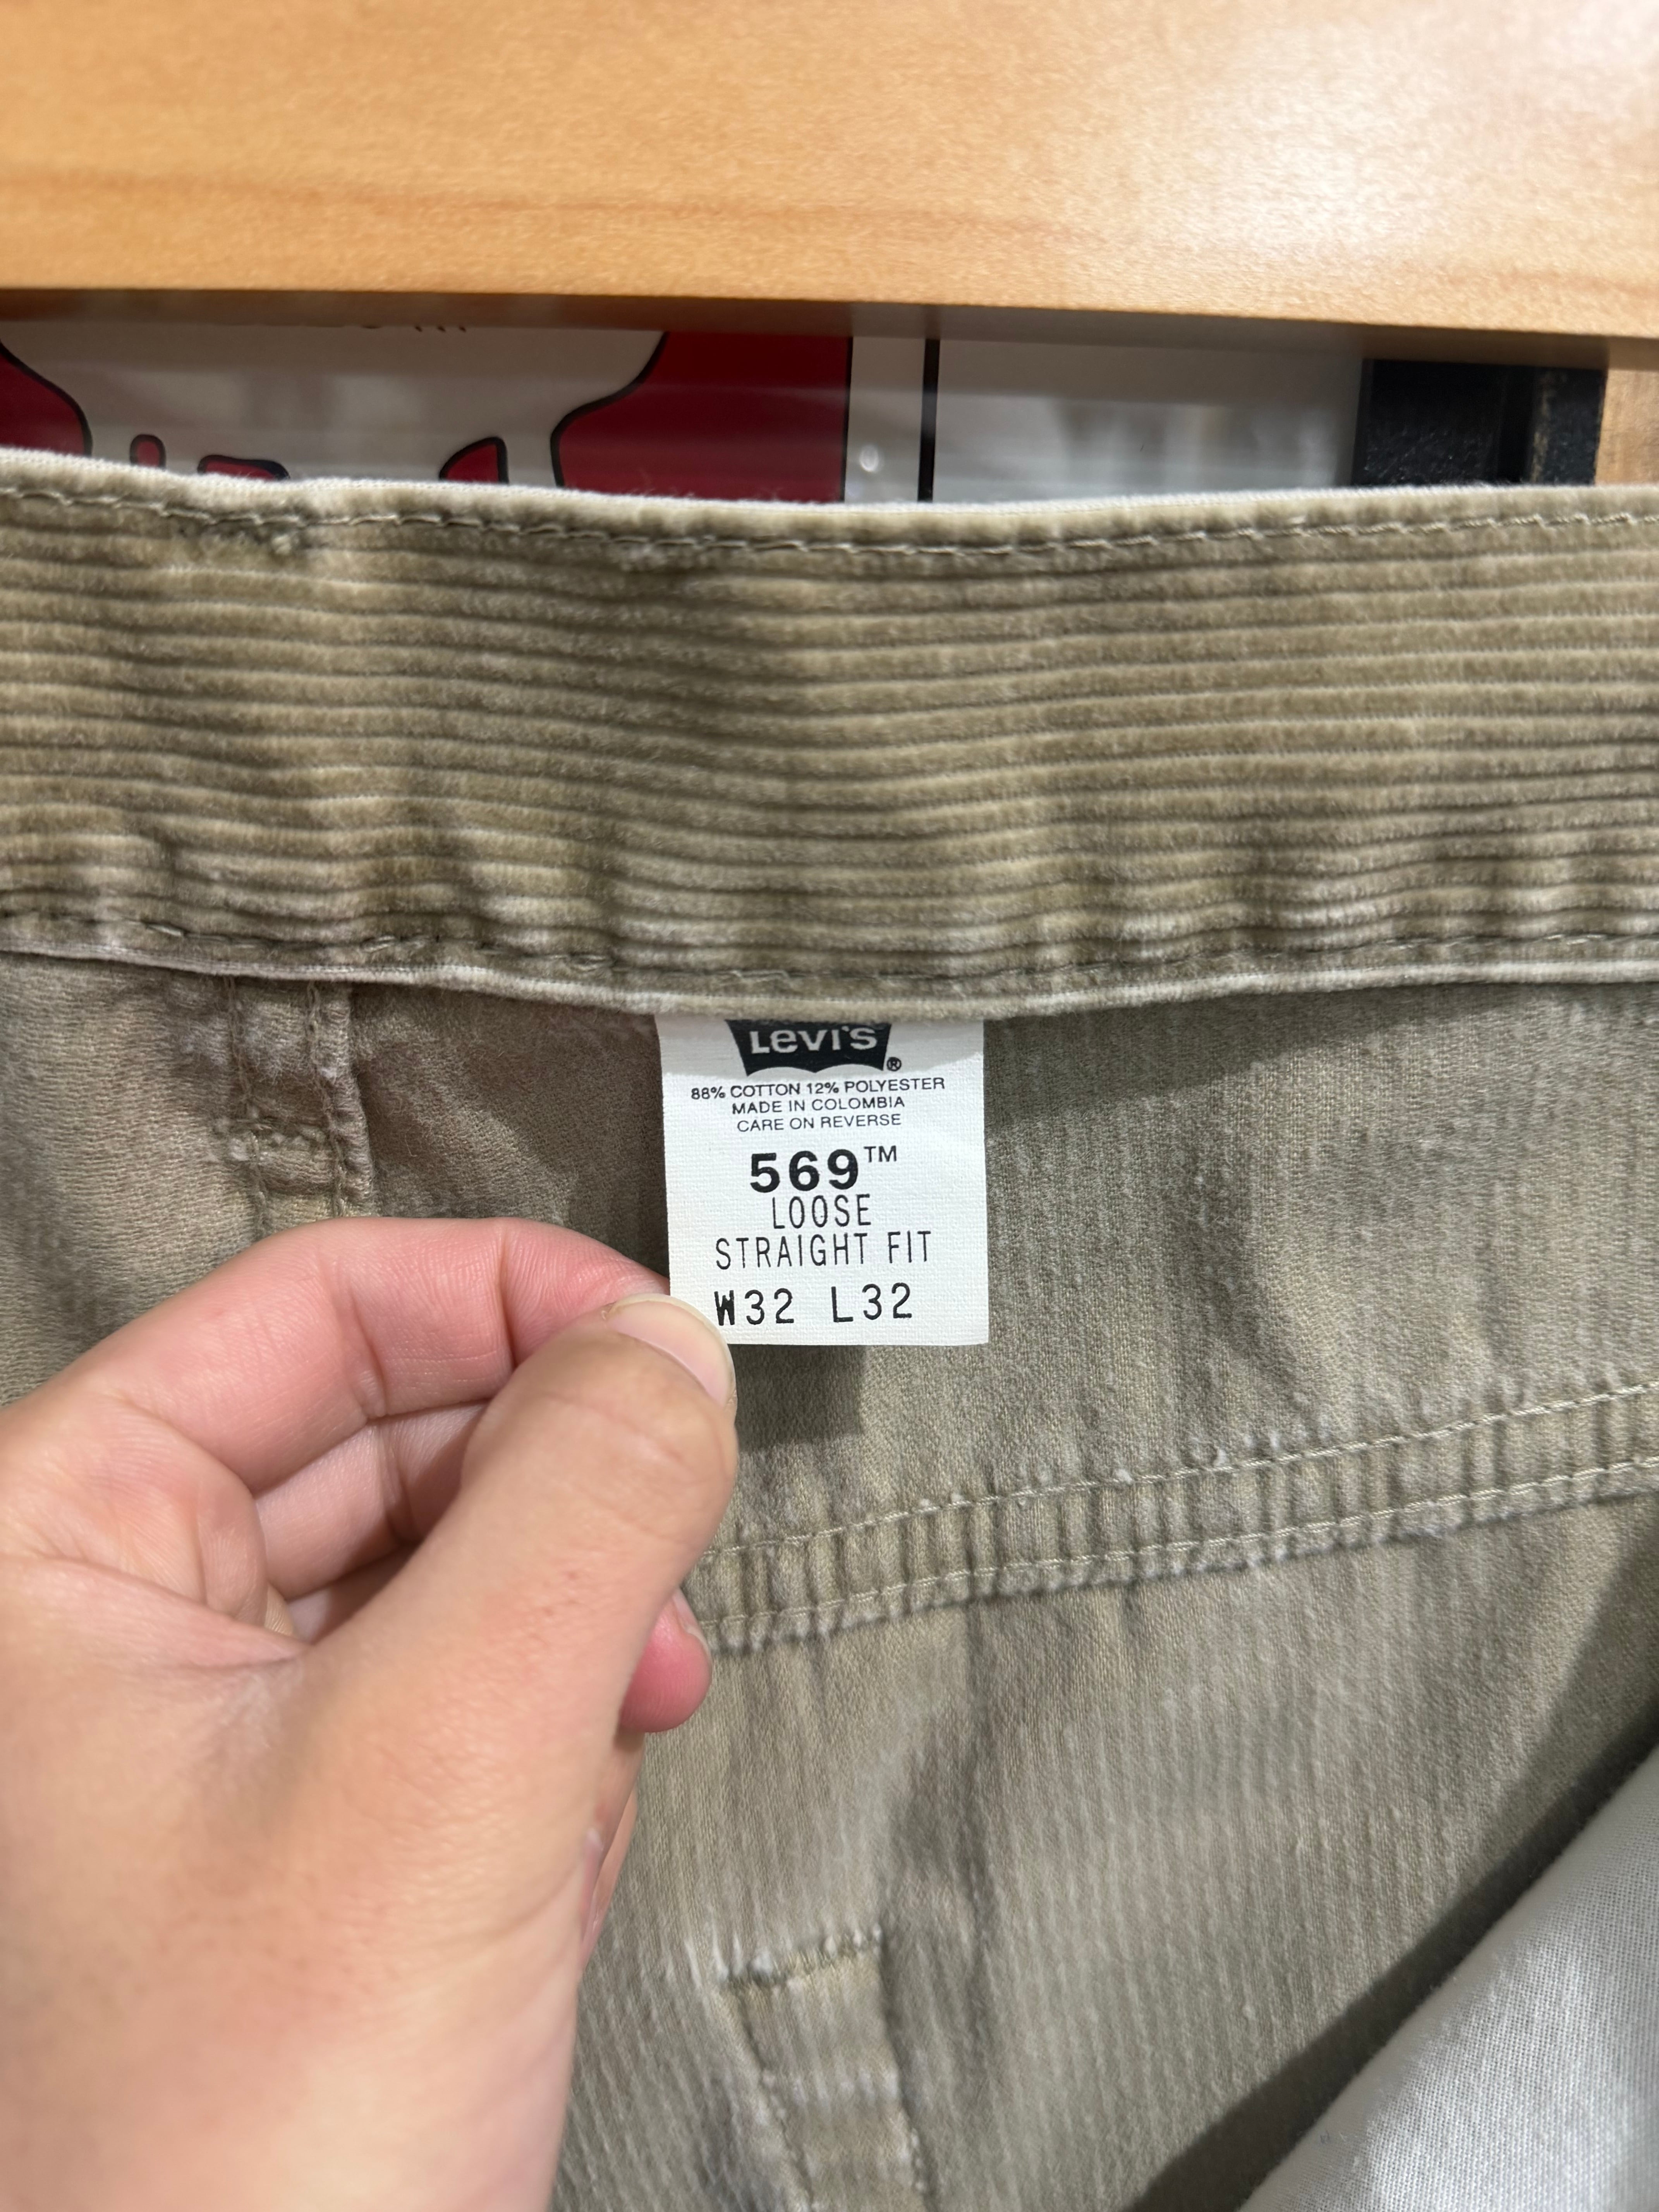 Levi's®
88% COTTON 12% POLYESTER
MADE IN COLOMBIA
CARE ON REVERSE
569™
LOOSE
STRAIGHT FIT
W32 L32